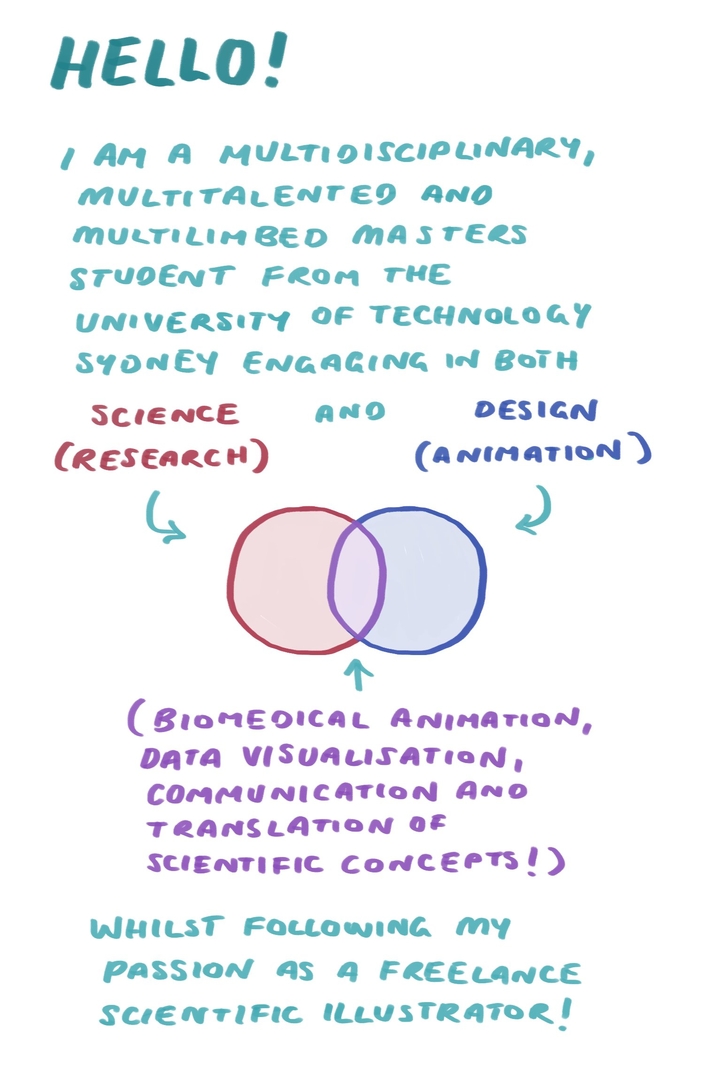 HELLO!
I AM A MULTIDISCIPLINARY,
MULTITALENTED AND
MULTILIMBED MASTERS
STUDENT FROM THE
UNIVERSITY OF TECHNOLOGY
SYDNEY ENGAGING IN BOTH
SCIENCE AND DESIGN
(RESEARCH) (ANIMATION)
(BIOMEDICAL ANIMATION,
DATA VISUALISATION,
COMMUNICATION AND
TRANSLATION OF
SCIENTIFIC CONCEPTS!)
WHILST FOLLOWING MY
PASSION AS A FREELANCE
SCIENTIFIC ILLUSTRATOR!